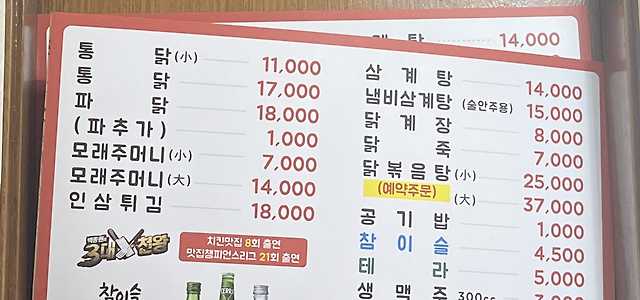 계 탕 14,000
통 닭 (小) 11,000
통 닭 17,000
파 닭 18,000
(파추가) 1,000
모래주머니 (小) 7,000
모래주머니 (大) 14,000
인삼튀김 18,000
3대천왕
치킨맛집 8회 출연
맛집챔피언스리그 21회 출연
참이슬
삼 계 탕 14,000
냄비삼계탕 (술안주용) 15,000
닭 계 장 8,000
닭 죽 7,000
닭볶음탕 (小) 25,000
(예약주문) (大) 37,000
공 기 밥 1,000
참 이 슬 4,500
테 라 5,000
생 맥 주 300cc